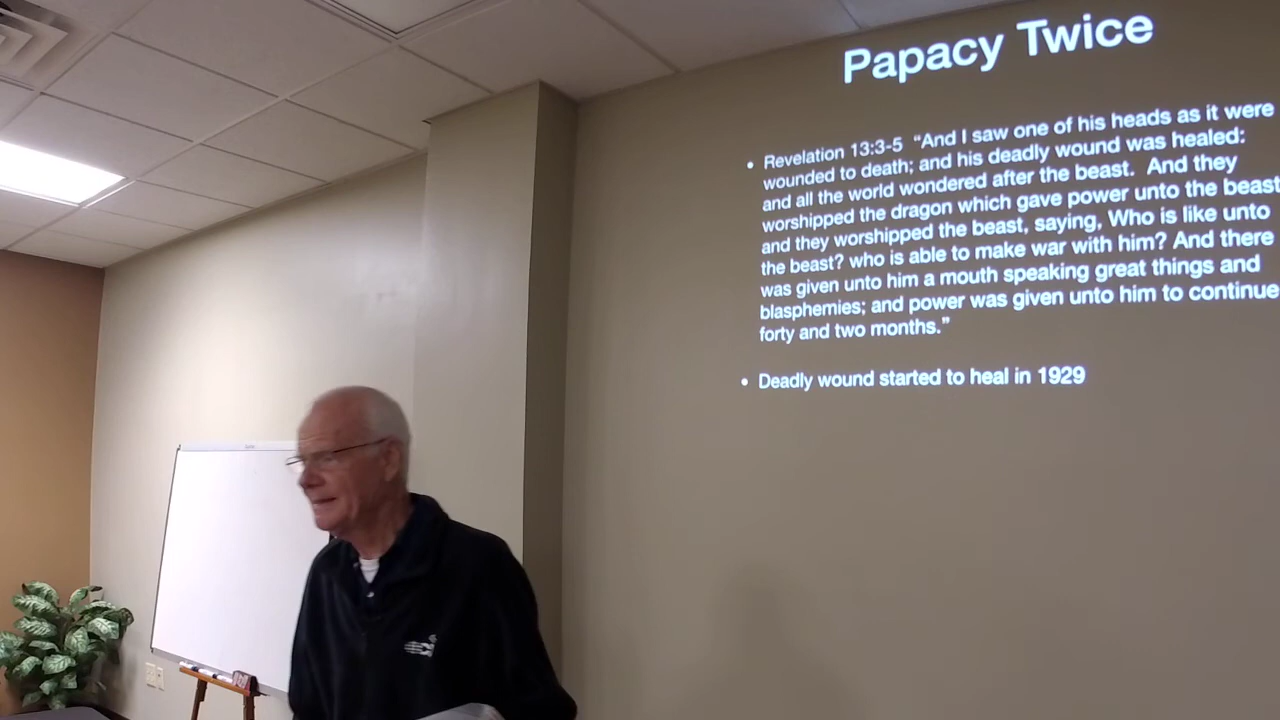 Papacy Twice
• Revelation 13:3-5 “And I saw one of his heads as it were
wounded to death; and his deadly wound was healed:
and all the world wondered after the beast. And they
worshipped the dragon which gave power unto the beast
and they worshipped the beast, saying, Who is like unto
the beast? who is able to make war with him? And there
was given unto him a mouth speaking great things and
blasphemies; and power was given unto him to continue
forty and two months.”
• Deadly wound started to heal in 1929